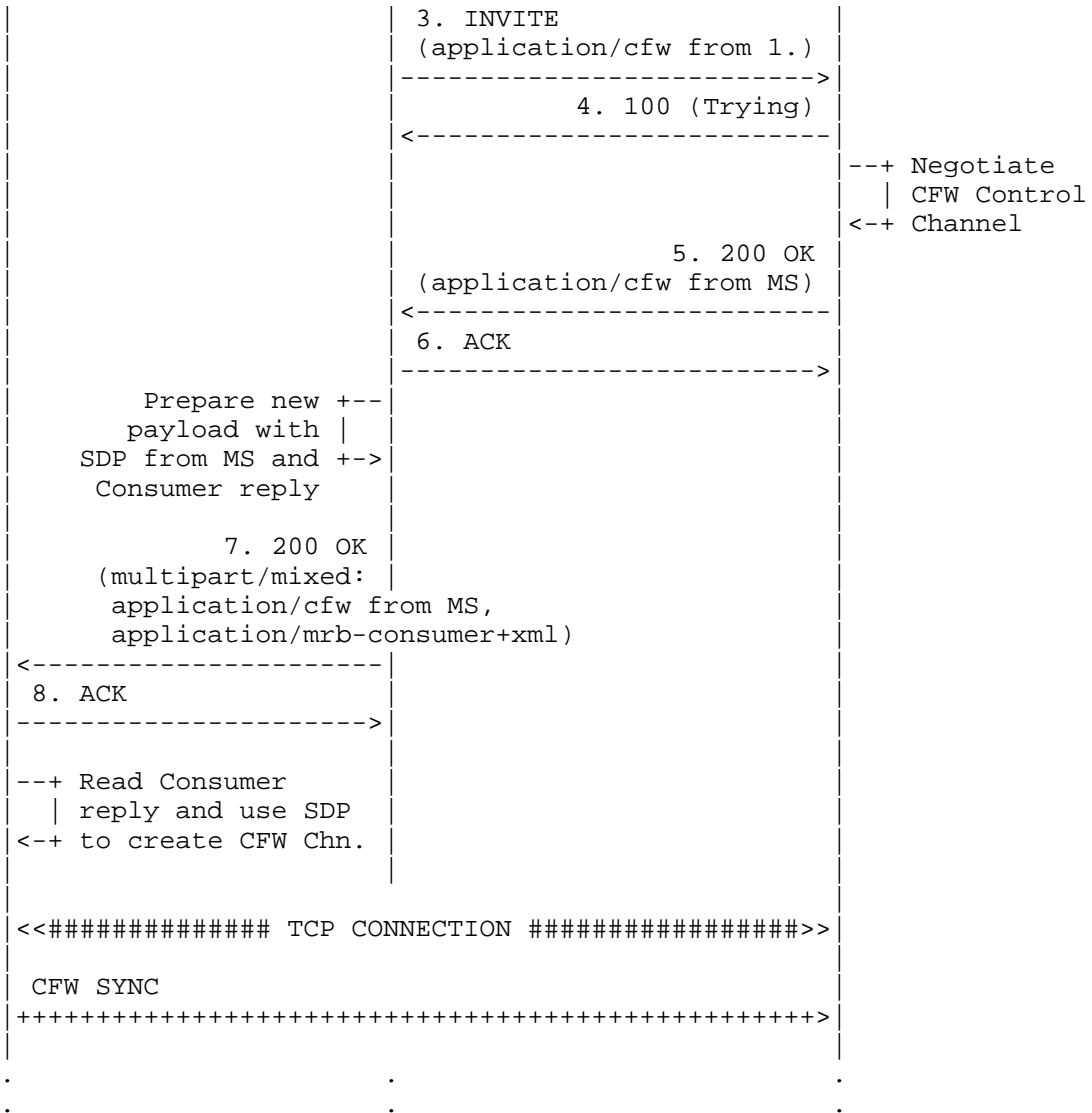 3. INVITE
(application/cfw from 1.)
4. 100 (Trying)
Negotiate
CFW Control
Channel
5. 200 OK
(application/cfw from MS)
6. ACK
Prepare new
payload with
SDP from MS and
Consumer reply
7. 200 OK
(multipart/mixed:
application/cfw from MS,
application/mrb-consumer+xml)
8. ACK
Read Consumer
reply and use SDP
to create CFW Chn.
<<############## TCP CONNECTION #################>>
CFW SYNC